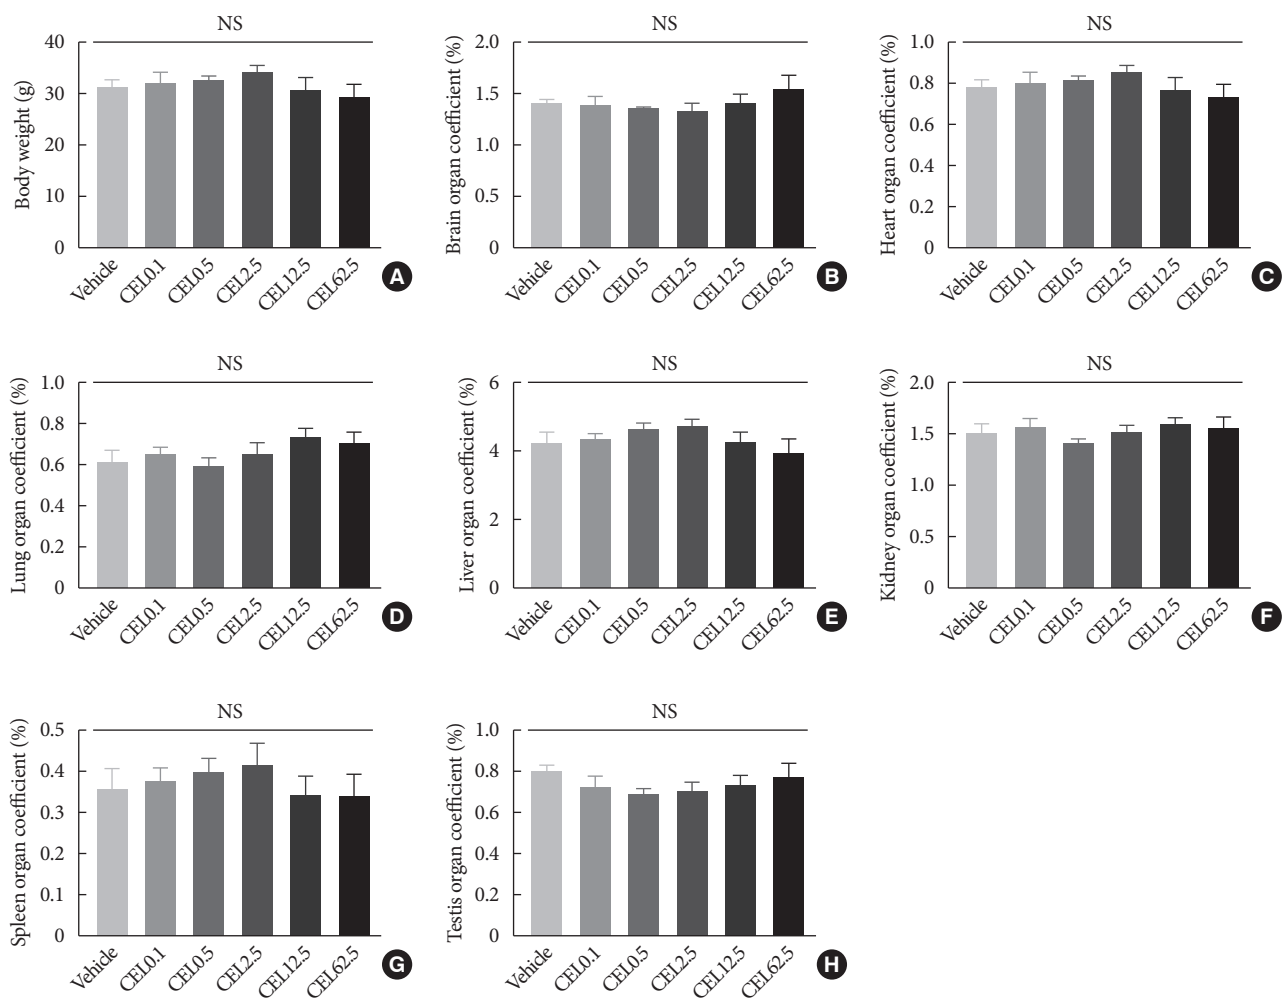 NS
Body weight (g)
40
30
20
10
0
Vehicle
CEL0.1
CEL0.5
CEL2.5
CEL12.5
CEL62.5
A
NS
Brain organ coefficient (%)
2.0
1.5
1.0
0.5
0
Vehicle
CEL0.1
CEL0.5
CEL2.5
CEL12.5
CEL62.5
B
NS
Heart organ coefficient (%)
1.0
0.8
0.6
0.4
0.2
0
Vehicle
CEL0.1
CEL0.5
CEL2.5
CEL12.5
CEL62.5
C
NS
Lung organ coefficient (%)
1.0
0.8
0.6
0.4
0.2
0
Vehicle
CEL0.1
CEL0.5
CEL2.5
CEL12.5
CEL62.5
D
NS
Liver organ coefficient (%)
6
4
2
0
Vehicle
CEL0.1
CEL0.5
CEL2.5
CEL12.5
CEL62.5
E
NS
Kidney organ coefficient (%)
2.0
1.5
1.0
0.5
0
Vehicle
CEL0.1
CEL0.5
CEL2.5
CEL12.5
CEL62.5
F
NS
Spleen organ coefficient (%)
0.5
0.4
0.3
0.2
0.1
0
Vehicle
CEL0.1
CEL0.5
CEL2.5
CEL12.5
CEL62.5
G
NS
Testis organ coefficient (%)
1.0
0.8
0.6
0.4
0.2
0
Vehicle
CEL0.1
CEL0.5
CEL2.5
CEL12.5
CEL62.5
H